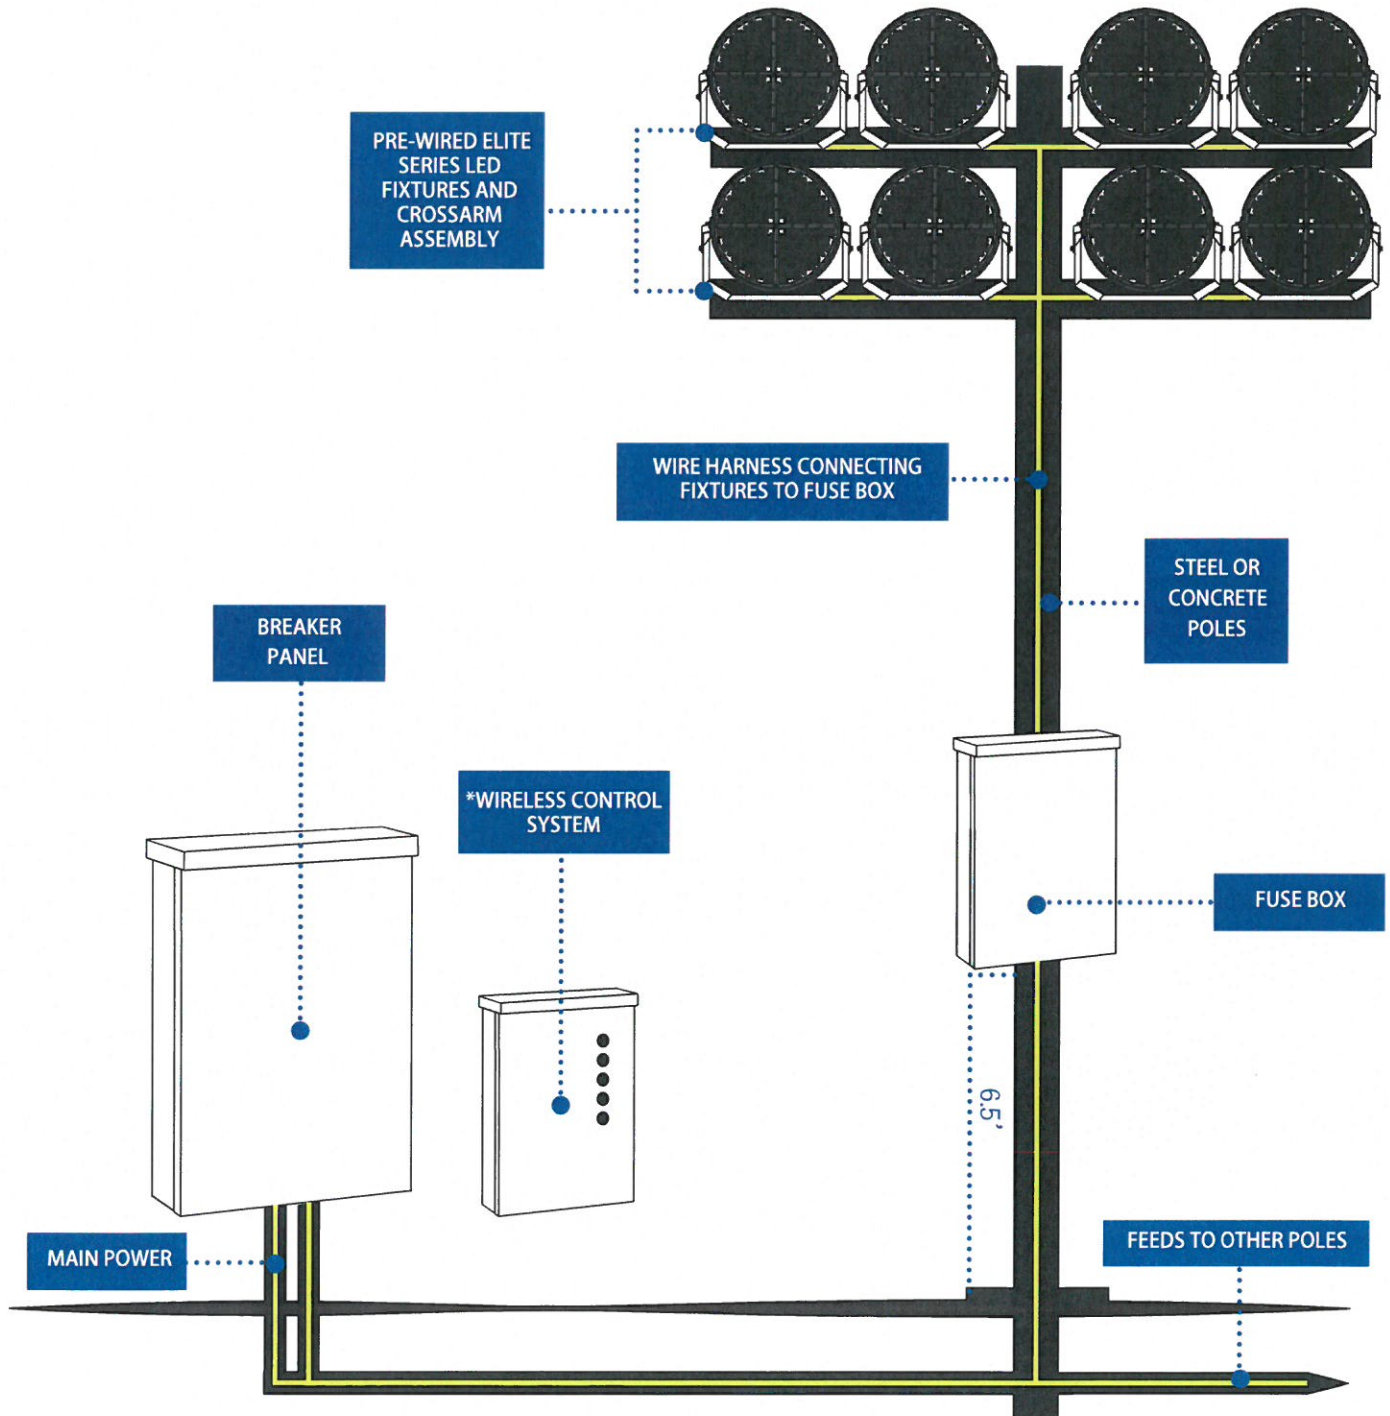 PRE-WIRED ELITE
SERIES LED
FIXTURES AND
CROSSARM
ASSEMBLY
WIRE HARNESS CONNECTING
FIXTURES TO FUSE BOX
STEEL OR
CONCRETE
POLES
BREAKER
PANEL
*WIRELESS CONTROL
SYSTEM
FUSE BOX
6.5'
MAIN POWER
FEEDS TO OTHER POLES